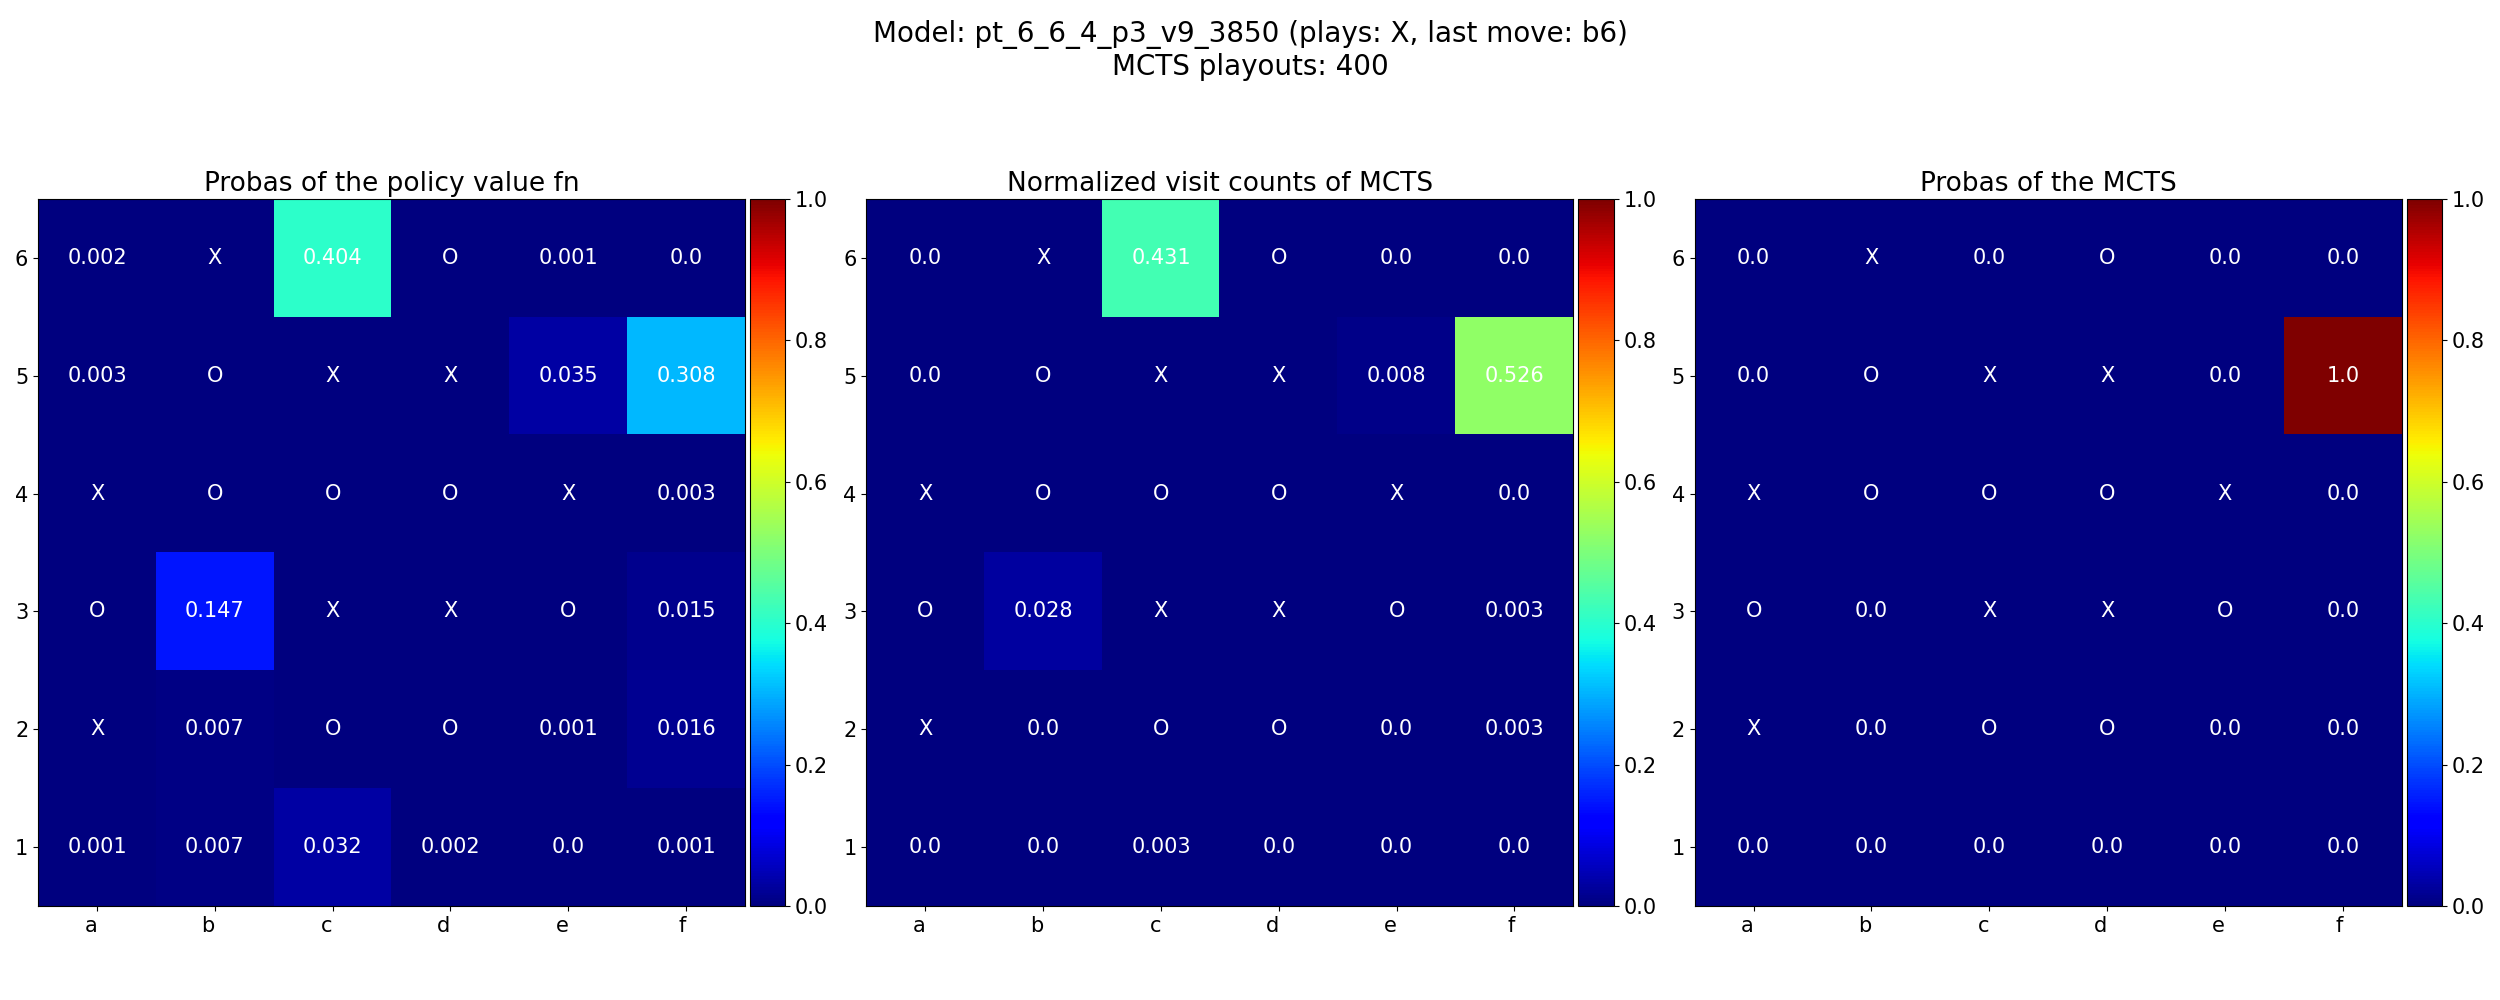 Model: pt_6_6_4_p3_v9_3850 (plays: X, last move: b6)
MCTS playouts: 400
Probas of the policy value fn
6 0.002 X 0.404 O 0.001 0.0
5 0.003 O X X 0.035 0.308
4 X O O O X 0.003
3 O 0.147 X X O 0.015
2 X 0.007 O O 0.001 0.016
1 0.001 0.007 0.032 0.002 0.0 0.001
a b c d e f
1.0
0.8
0.6
0.4
0.2
0.0
Normalized visit counts of MCTS
6 0.0 X 0.431 O 0.0 0.0
5 0.0 O X X 0.008 0.526
4 X O O O X 0.0
3 O 0.028 X X O 0.003
2 X 0.0 O O 0.0 0.003
1 0.0 0.0 0.003 0.0 0.0 0.0
a b c d e f
1.0
0.8
0.6
0.4
0.2
0.0
Probas of the MCTS
6 0.0 X 0.0 O 0.0 0.0
5 0.0 O X X 0.0 1.0
4 X O O O X 0.0
3 O 0.0 X X O 0.0
2 X 0.0 O O 0.0 0.0
1 0.0 0.0 0.0 0.0 0.0 0.0
a b c d e f
1.0
0.8
0.6
0.4
0.2
0.0